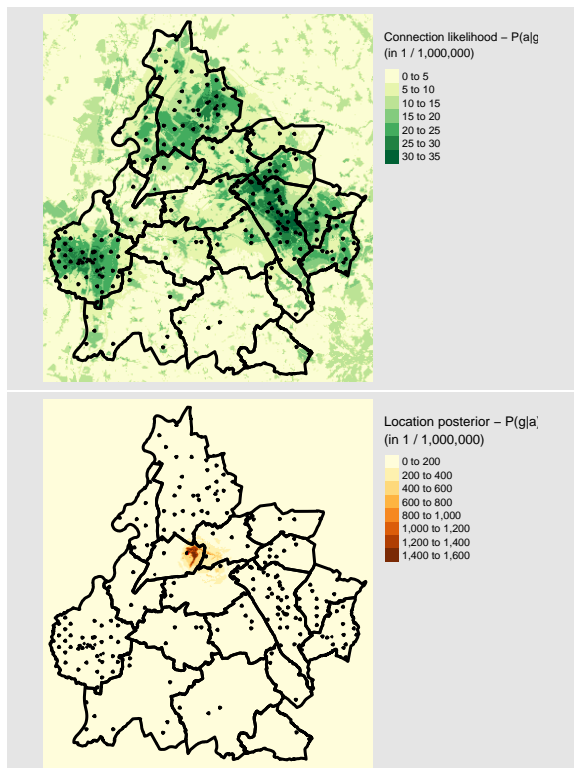 Connection likelihood – P(a|g
(in 1 / 1,000,000)
0 to 5
5 to 10
10 to 15
15 to 20
20 to 25
25 to 30
30 to 35
Location posterior – P(g|a)
(in 1 / 1,000,000)
0 to 200
200 to 400
400 to 600
600 to 800
800 to 1,000
1,000 to 1,200
1,200 to 1,400
1,400 to 1,600